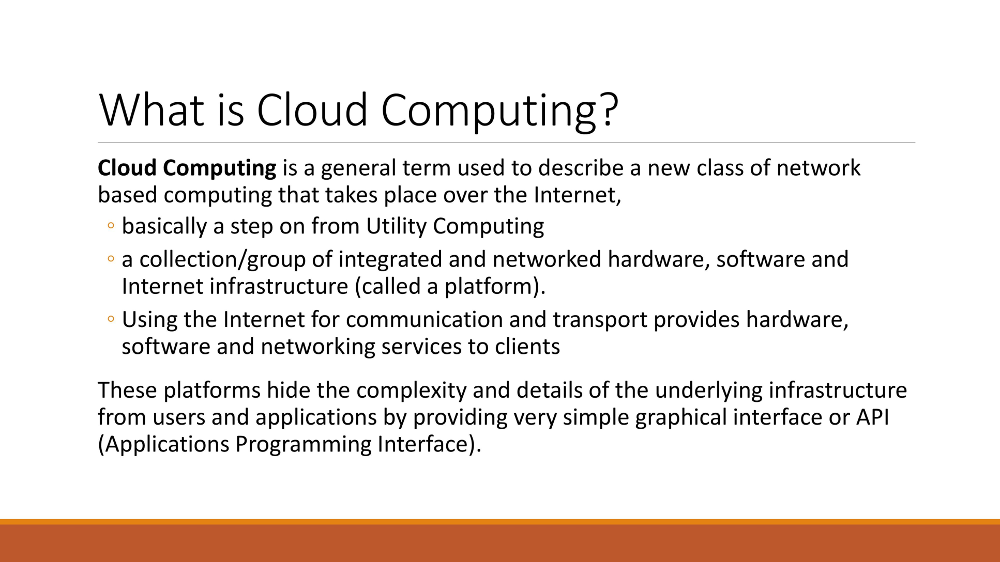 What is Cloud Computing?
Cloud Computing is a general term used to describe a new class of network
based computing that takes place over the Internet,
◦ basically a step on from Utility Computing
◦ a collection/group of integrated and networked hardware, software and
Internet infrastructure (called a platform).
◦ Using the Internet for communication and transport provides hardware,
software and networking services to clients
These platforms hide the complexity and details of the underlying infrastructure
from users and applications by providing very simple graphical interface or API
(Applications Programming Interface).